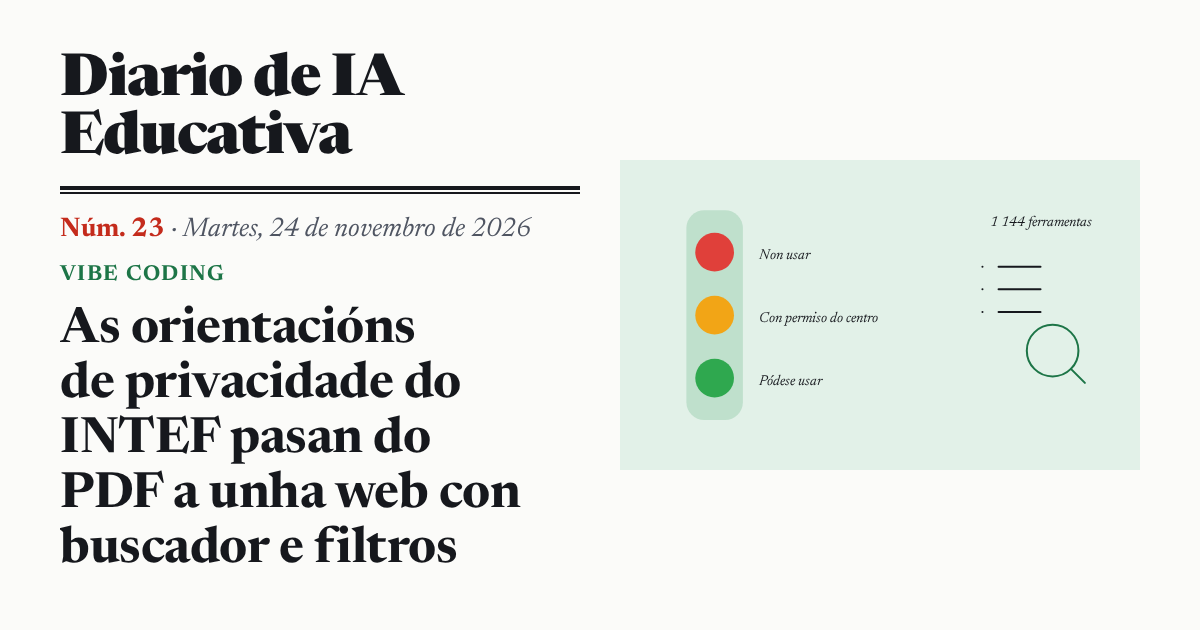 Diario de IA
Educativa
Núm. 23 · Martes, 24 de novembro de 2026
VIBE CODING
As orientacións
de privacidade do
INTEF pasan do
PDF a unha web con
buscador e filtros
1 144 ferramentas
Non usar
Con permiso do centro
Pódese usar